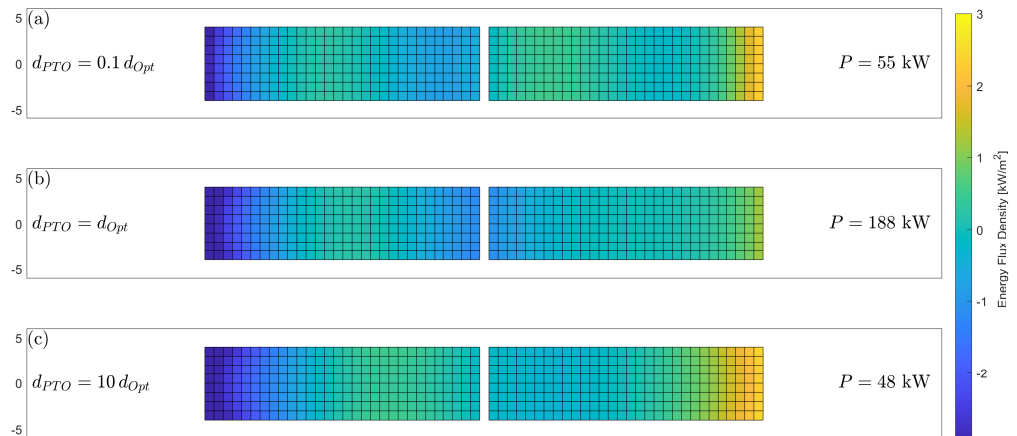 (a)
5
0
-5
d_PTO = 0.1 d_Opt
P = 55 kW
(b)
5
0
-5
d_PTO = d_Opt
P = 188 kW
(c)
5
0
-5
d_PTO = 10 d_Opt
P = 48 kW
3
2
1
0
-1
-2
Energy Flux Density [kW/m²]